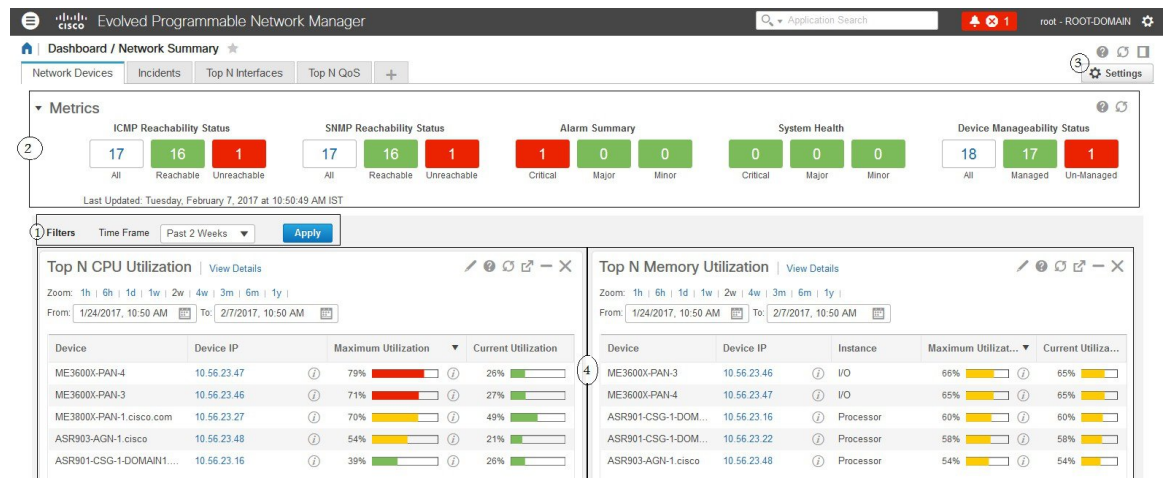 cisco Evolved Programmable Network Manager Application Search 1 root - ROOT-DOMAIN
Dashboard / Network Summary
Network Devices Incidents Top N Interfaces Top N QoS + 3 Settings
Metrics
ICMP Reachability Status SNMP Reachability Status Alarm Summary System Health Device Manageability Status
2 17 16 1 17 16 1 1 0 0 0 0 0 18 17 1
All Reachable Unreachable All Reachable Unreachable Critical Major Minor Critical Major Minor All Managed Un-Managed
Last Updated: Tuesday, February 7, 2017 at 10:50:49 AM IST
1 Filters Time Frame Past 2 Weeks Apply
Top N CPU Utilization | View Details
Zoom: 1h | 6h | 1d | 1w | 2w | 4w | 3m | 6m | 1y |
From: 1/24/2017, 10:50 AM To: 2/7/2017, 10:50 AM
Device Device IP Maximum Utilization Current Utilization
ME3600X-PAN-4 10.56.23.47 79% 26%
ME3600X-PAN-3 10.56.23.46 71% 27%
ME3800X-PAN-1.cisco.com 10.56.23.27 70% 49%
ASR903-AGN-1.cisco 10.56.23.48 54% 21%
ASR901-CSG-1-DOMAIN1.... 10.56.23.16 39% 26%
4
Top N Memory Utilization | View Details
Zoom: 1h | 6h | 1d | 1w | 2w | 4w | 3m | 6m | 1y |
From: 1/24/2017, 10:50 AM To: 2/7/2017, 10:50 AM
Device Device IP Instance Maximum Utilizat... Current Utiliza...
ME3600X-PAN-3 10.56.23.46 I/O 66% 65%
ME3600X-PAN-4 10.56.23.47 I/O 65% 65%
ASR901-CSG-1-DOM... 10.56.23.16 Processor 60% 60%
ASR901-CSG-1-DOM... 10.56.23.22 Processor 58% 58%
ASR903-AGN-1.cisco 10.56.23.48 Processor 54% 54%